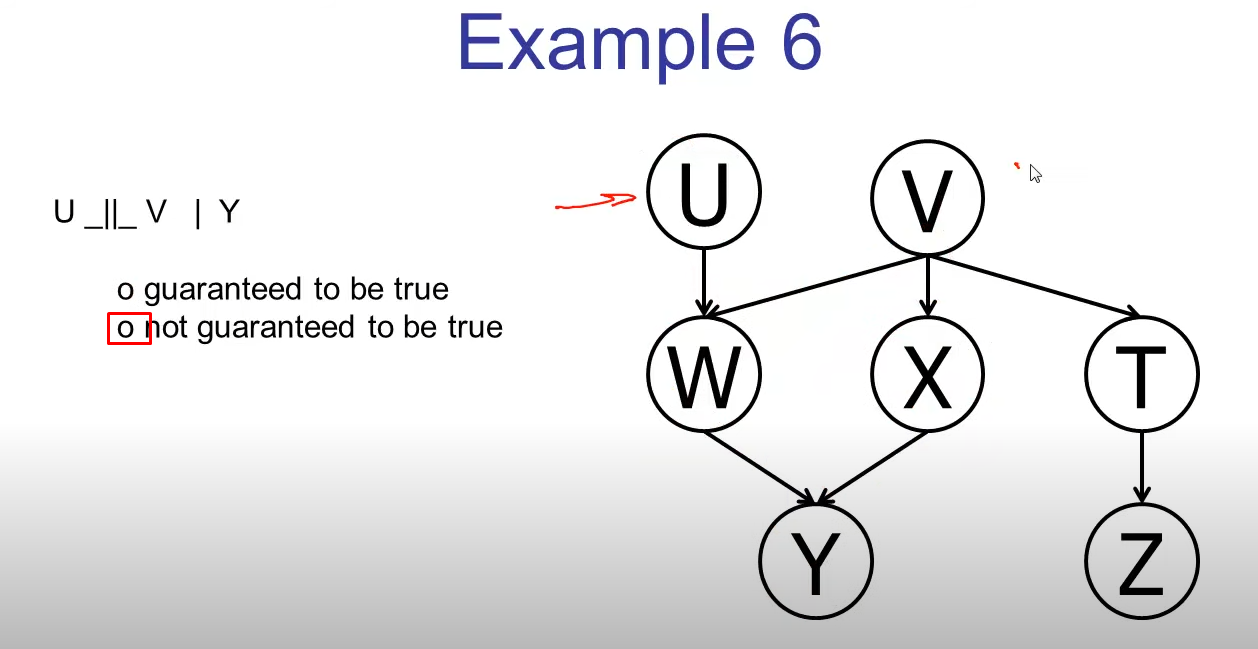 Example 6
U _||_ V | Y
o guaranteed to be true
o not guaranteed to be true
U
V
W
X
T
Y
Z